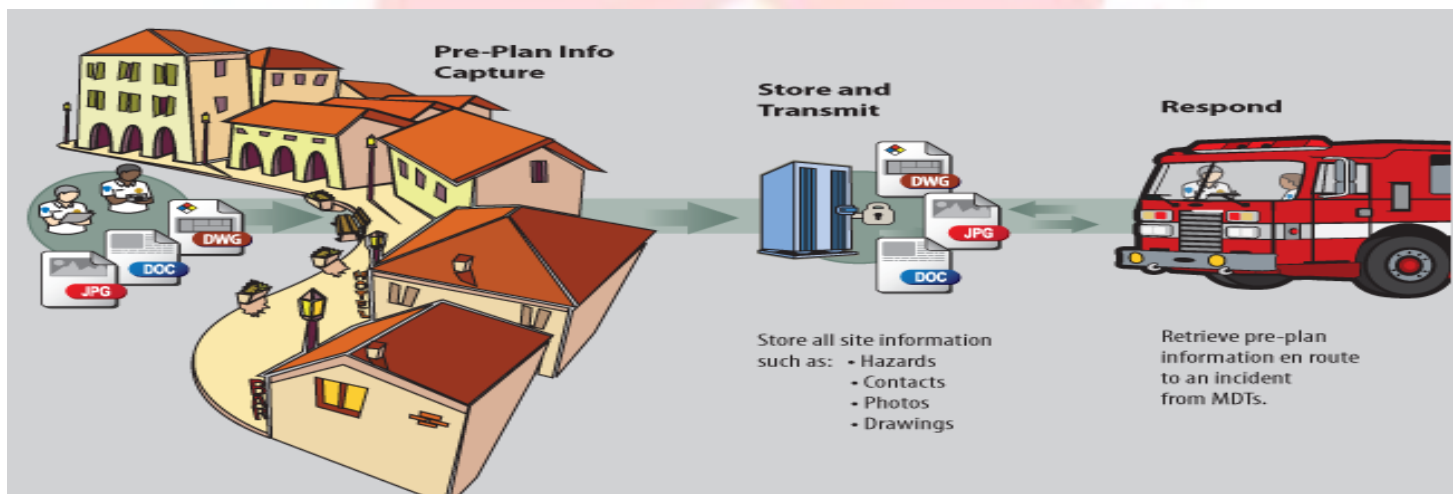 Pre-Plan Info
Capture
DWG
DOC
JPG
HOTEL
BAR
Store and
Transmit
DWG
JPG
DOC
Store all site information
such as: • Hazards
• Contacts
• Photos
• Drawings
Respond
Retrieve pre-plan
information en route
to an incident
from MDTs.